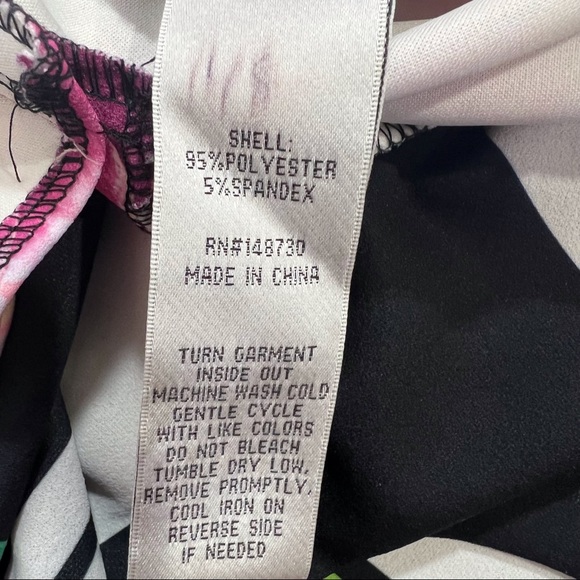 SHELL:
95%POLYESTER
5%SPANDEX
RN#148730
MADE IN CHINA
TURN GARMENT
INSIDE OUT
MACHINE WASH COLD
GENTLE CYCLE
WITH LIKE COLORS
DO NOT BLEACH
TUMBLE DRY LOW,
REMOVE PROMPTLY,
COOL IRON ON
REVERSE SIDE
IF NEEDED